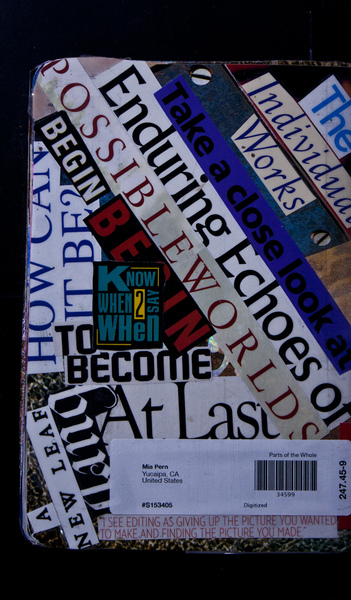 POSSIBLE WORLDS
Enduring Echoes of
Take a close look at
Individual
Works
The
BEGIN
BEGIN
HOW CAN
IT BE?
KNOW
WHEN
2
SAY
WHEN
TO
BECOME
At Last
A NEW LEAF
Parts of the Whole
Mia Pern
Yucaipa, CA
United States
34599
#S153405
Digitized
247.45-9
"I SEE EDITING AS GIVING UP THE PICTURE YOU WANTED
TO MAKE AND FINDING THE PICTURE YOU MADE"